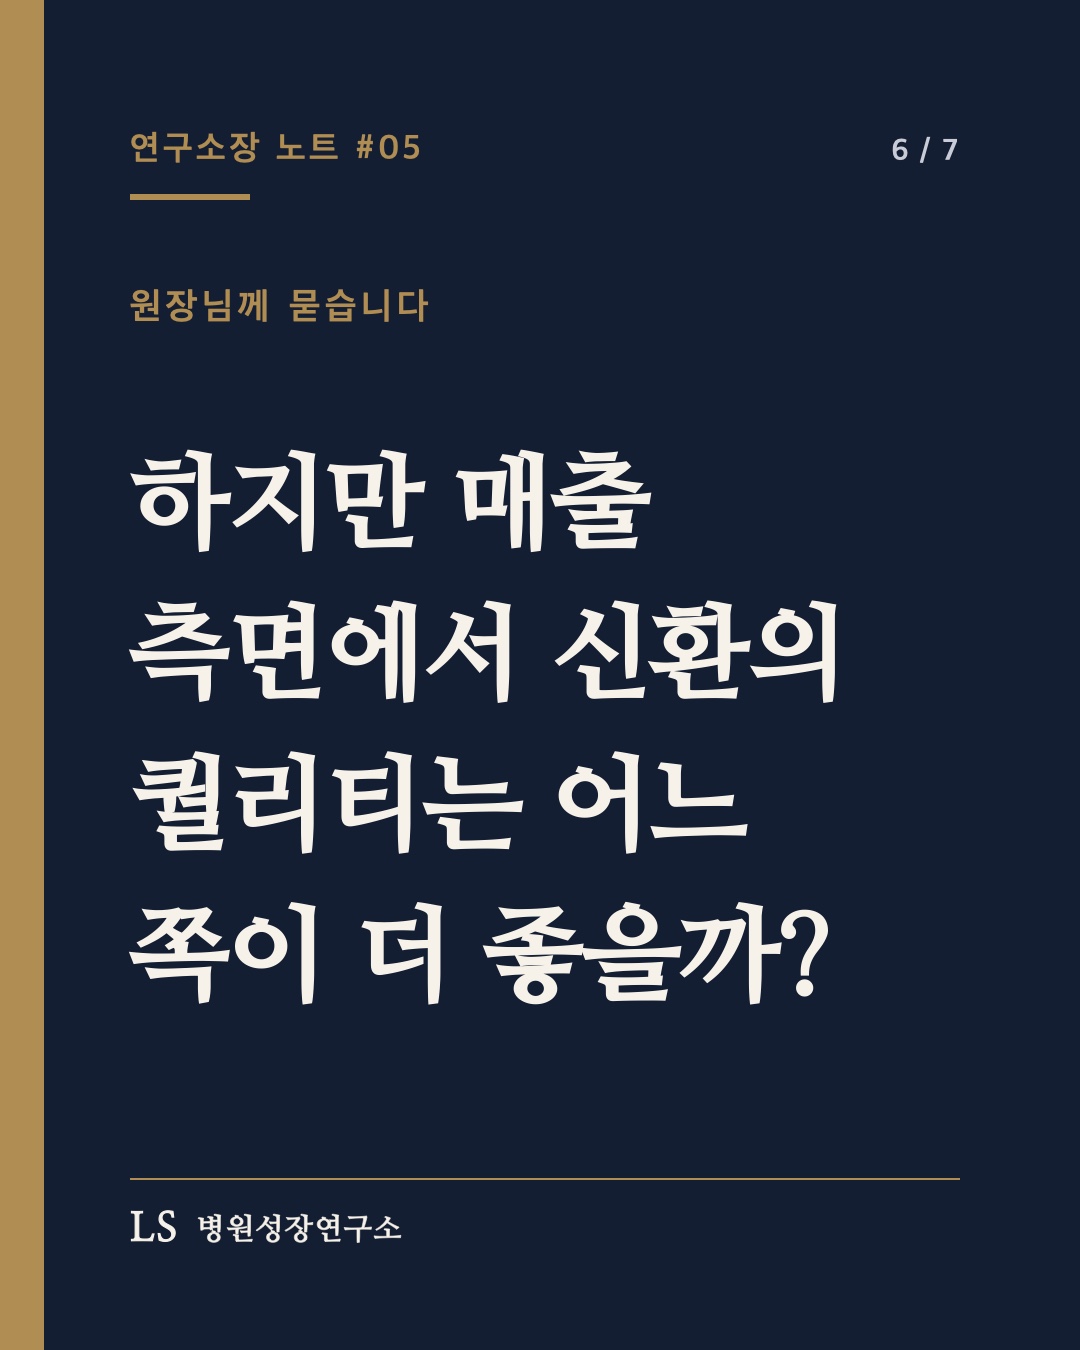 연구소장 노트 #05
6 / 7
원장님께 묻습니다
하지만 매출
측면에서 신환의
퀄리티는 어느
쪽이 더 좋을까?
LS 병원성장연구소